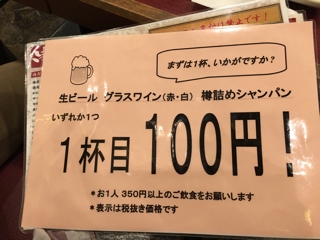 まずは1杯、いかがですか?
生ビール グラスワイン(赤・白) 樽詰めシャンパン
いずれか1つ
1杯目 100円!
*お1人 350円以上のご飲食をお願いします
*表示は税抜き価格です